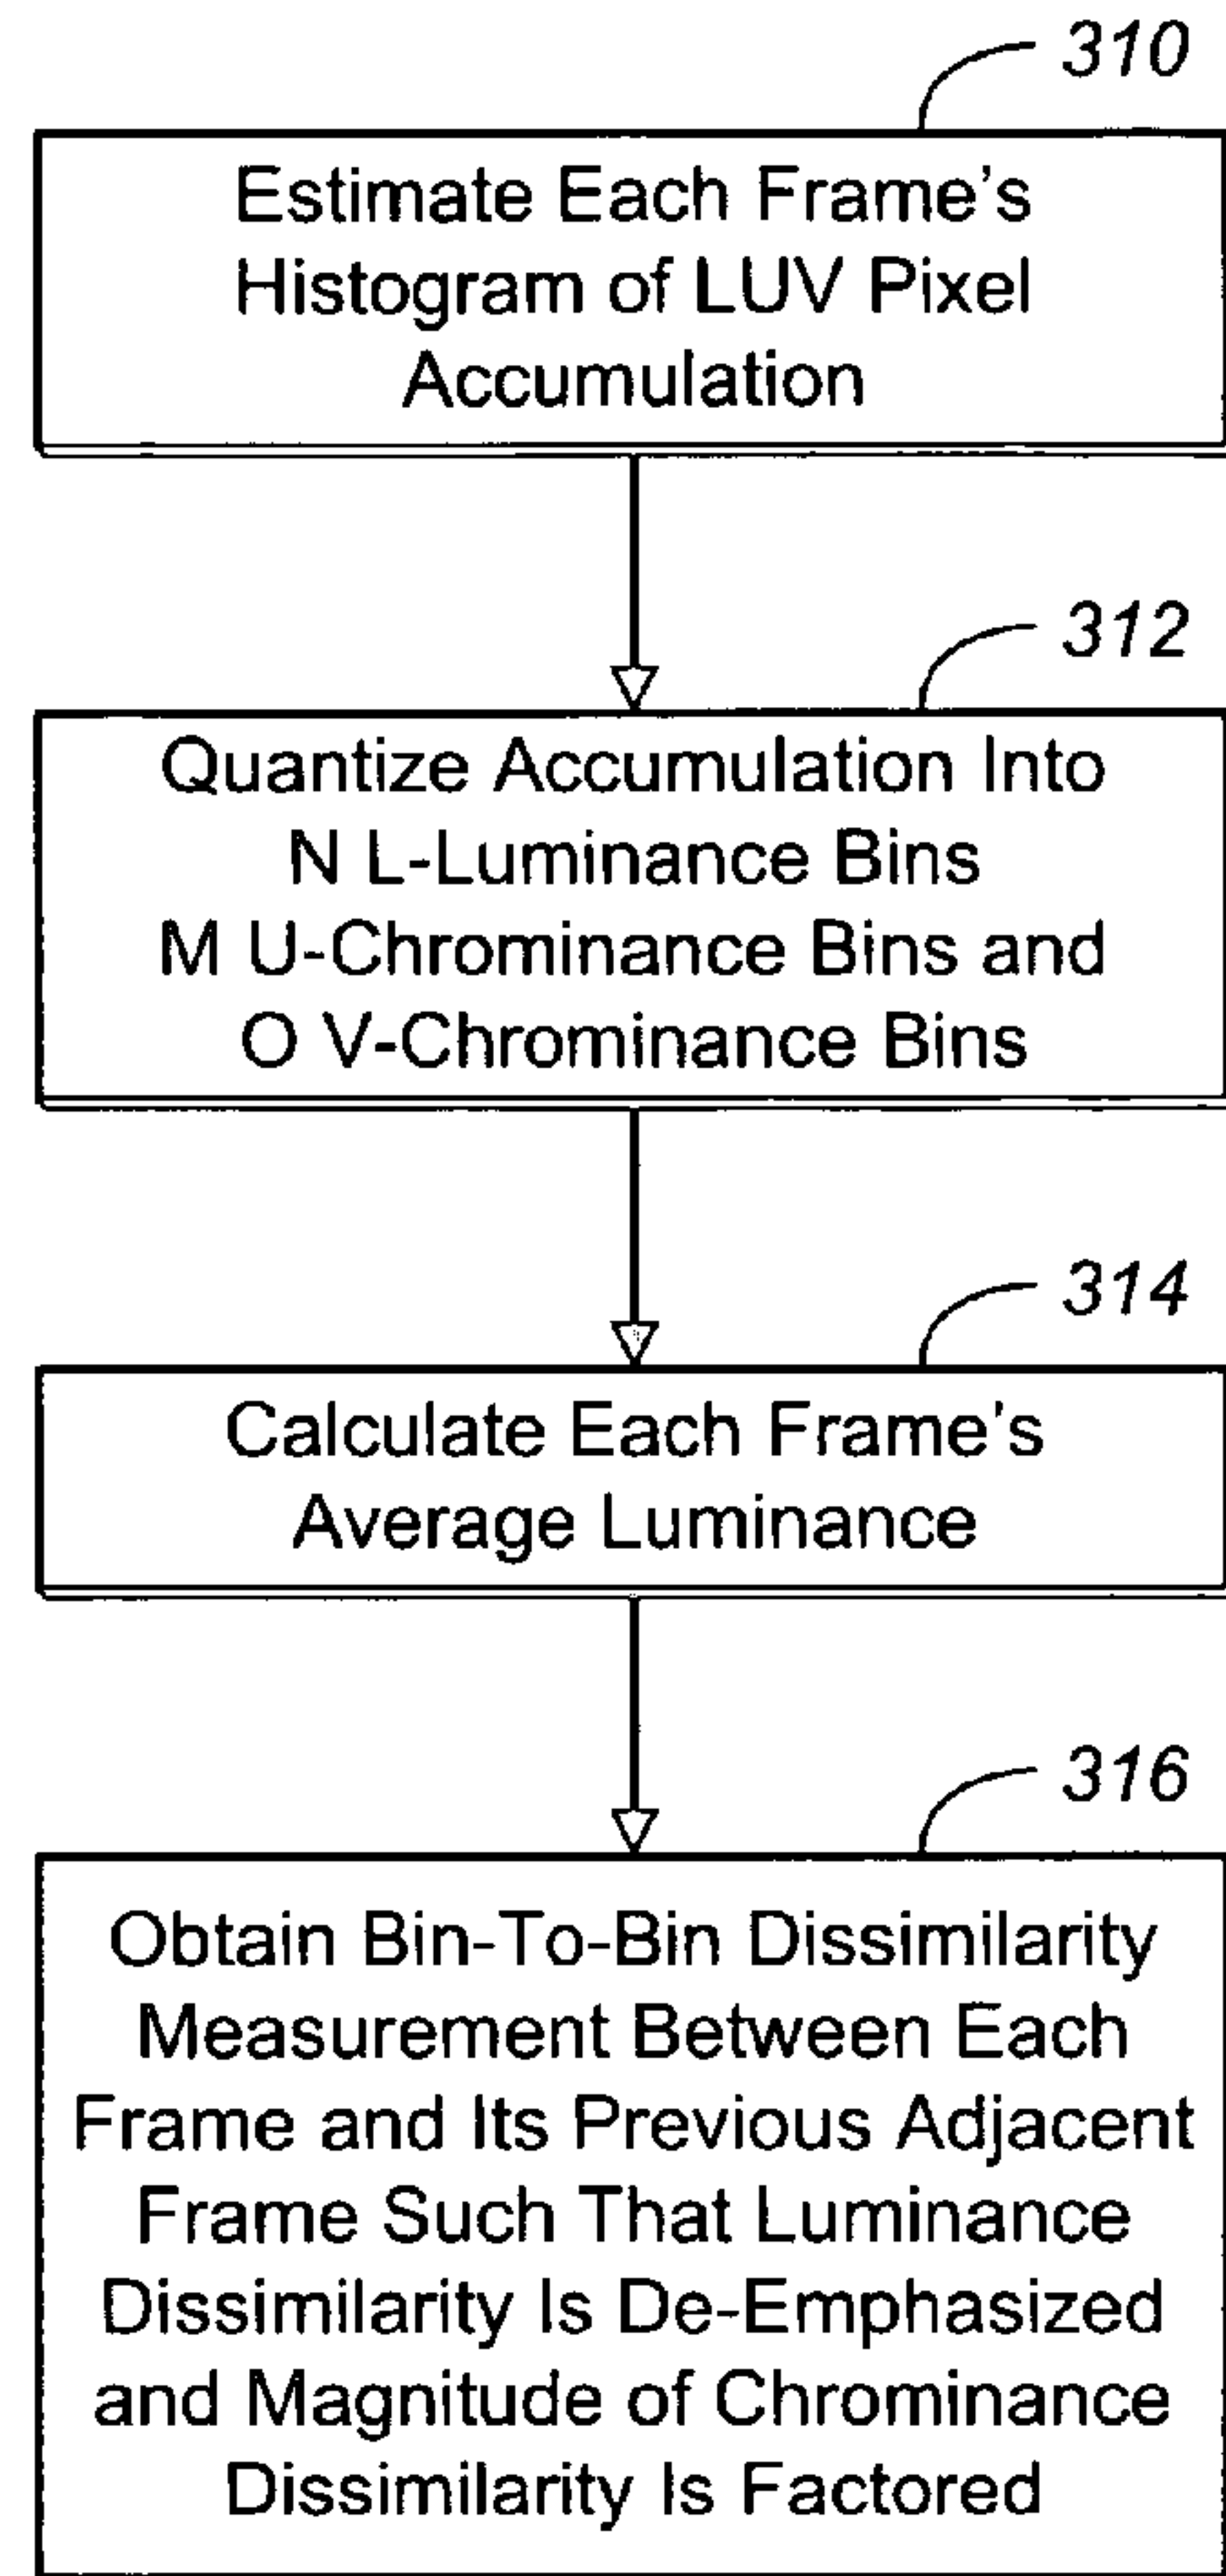 310
Estimate Each Frame's
Histogram of LUV Pixel
Accumulation
312
Quantize Accumulation Into
N L-Luminance Bins
M U-Chrominance Bins and
O V-Chrominance Bins
314
Calculate Each Frame's
Average Luminance
316
Obtain Bin-To-Bin Dissimilarity
Measurement Between Each
Frame and Its Previous Adjacent
Frame Such That Luminance
Dissimilarity Is De-Emphasized
and Magnitude of Chrominance
Dissimilarity Is Factored